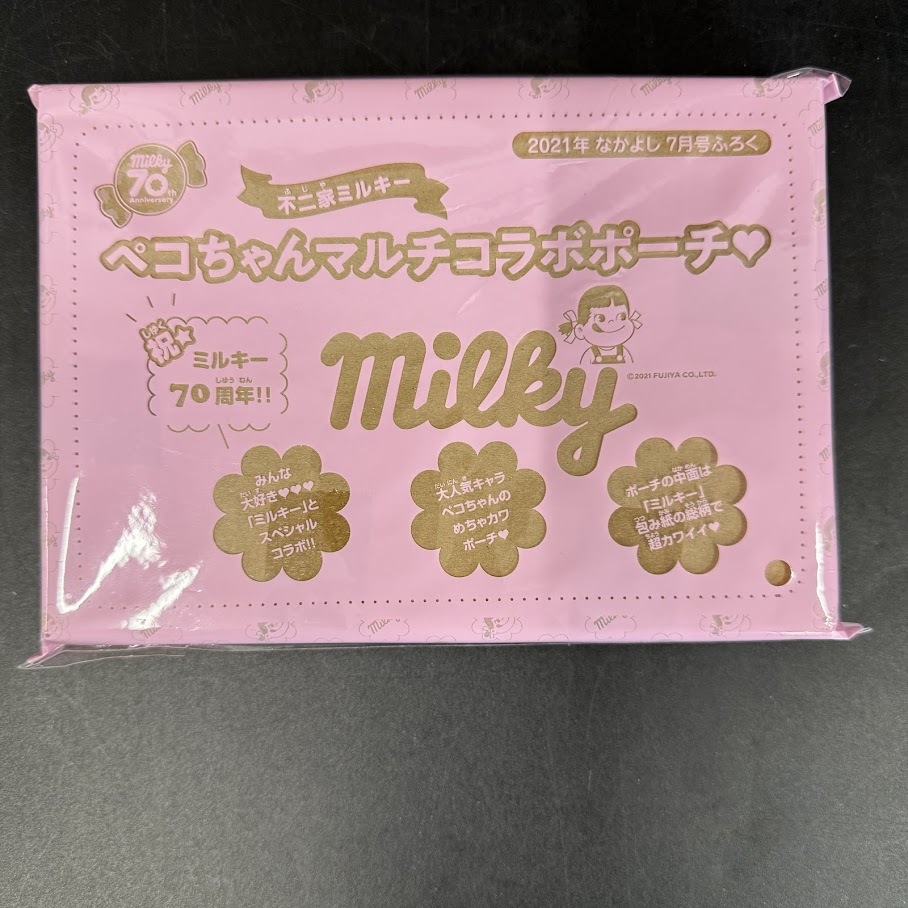 2021年 なかよし 7月号ふろく
milky
70th
Anniversary
不二家ミルキー
ペコちゃんマルチコラボポーチ♥
祝☆
ミルキー
70周年!!
milky
©2021 FUJIYA CO.,LTD.
みんな
大好き♥♥♥
「ミルキー」と
スペシャル
コラボ!!
大人気キャラ
ペコちゃんの
めちゃカワ
ポーチ♥
ポーチの中面は
「ミルキー」
包み紙の総柄で
超カワイイ♥